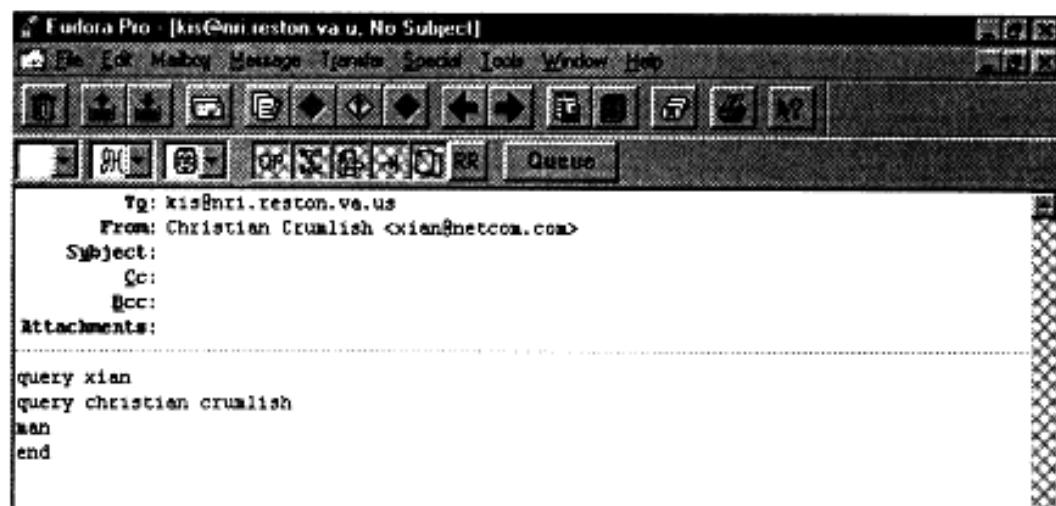 Eudora Pro - [kis@nri.reston.va.u, No Subject]
File Edit Mailbox Message Transfer Special Tools Window Help
QP RR Queue
To: kis@nri.reston.va.us
From: Christian Crumlish <xian@netcom.com>
Subject:
Cc:
Bcc:
Attachments:
query xian
query christian crumlish
man
end